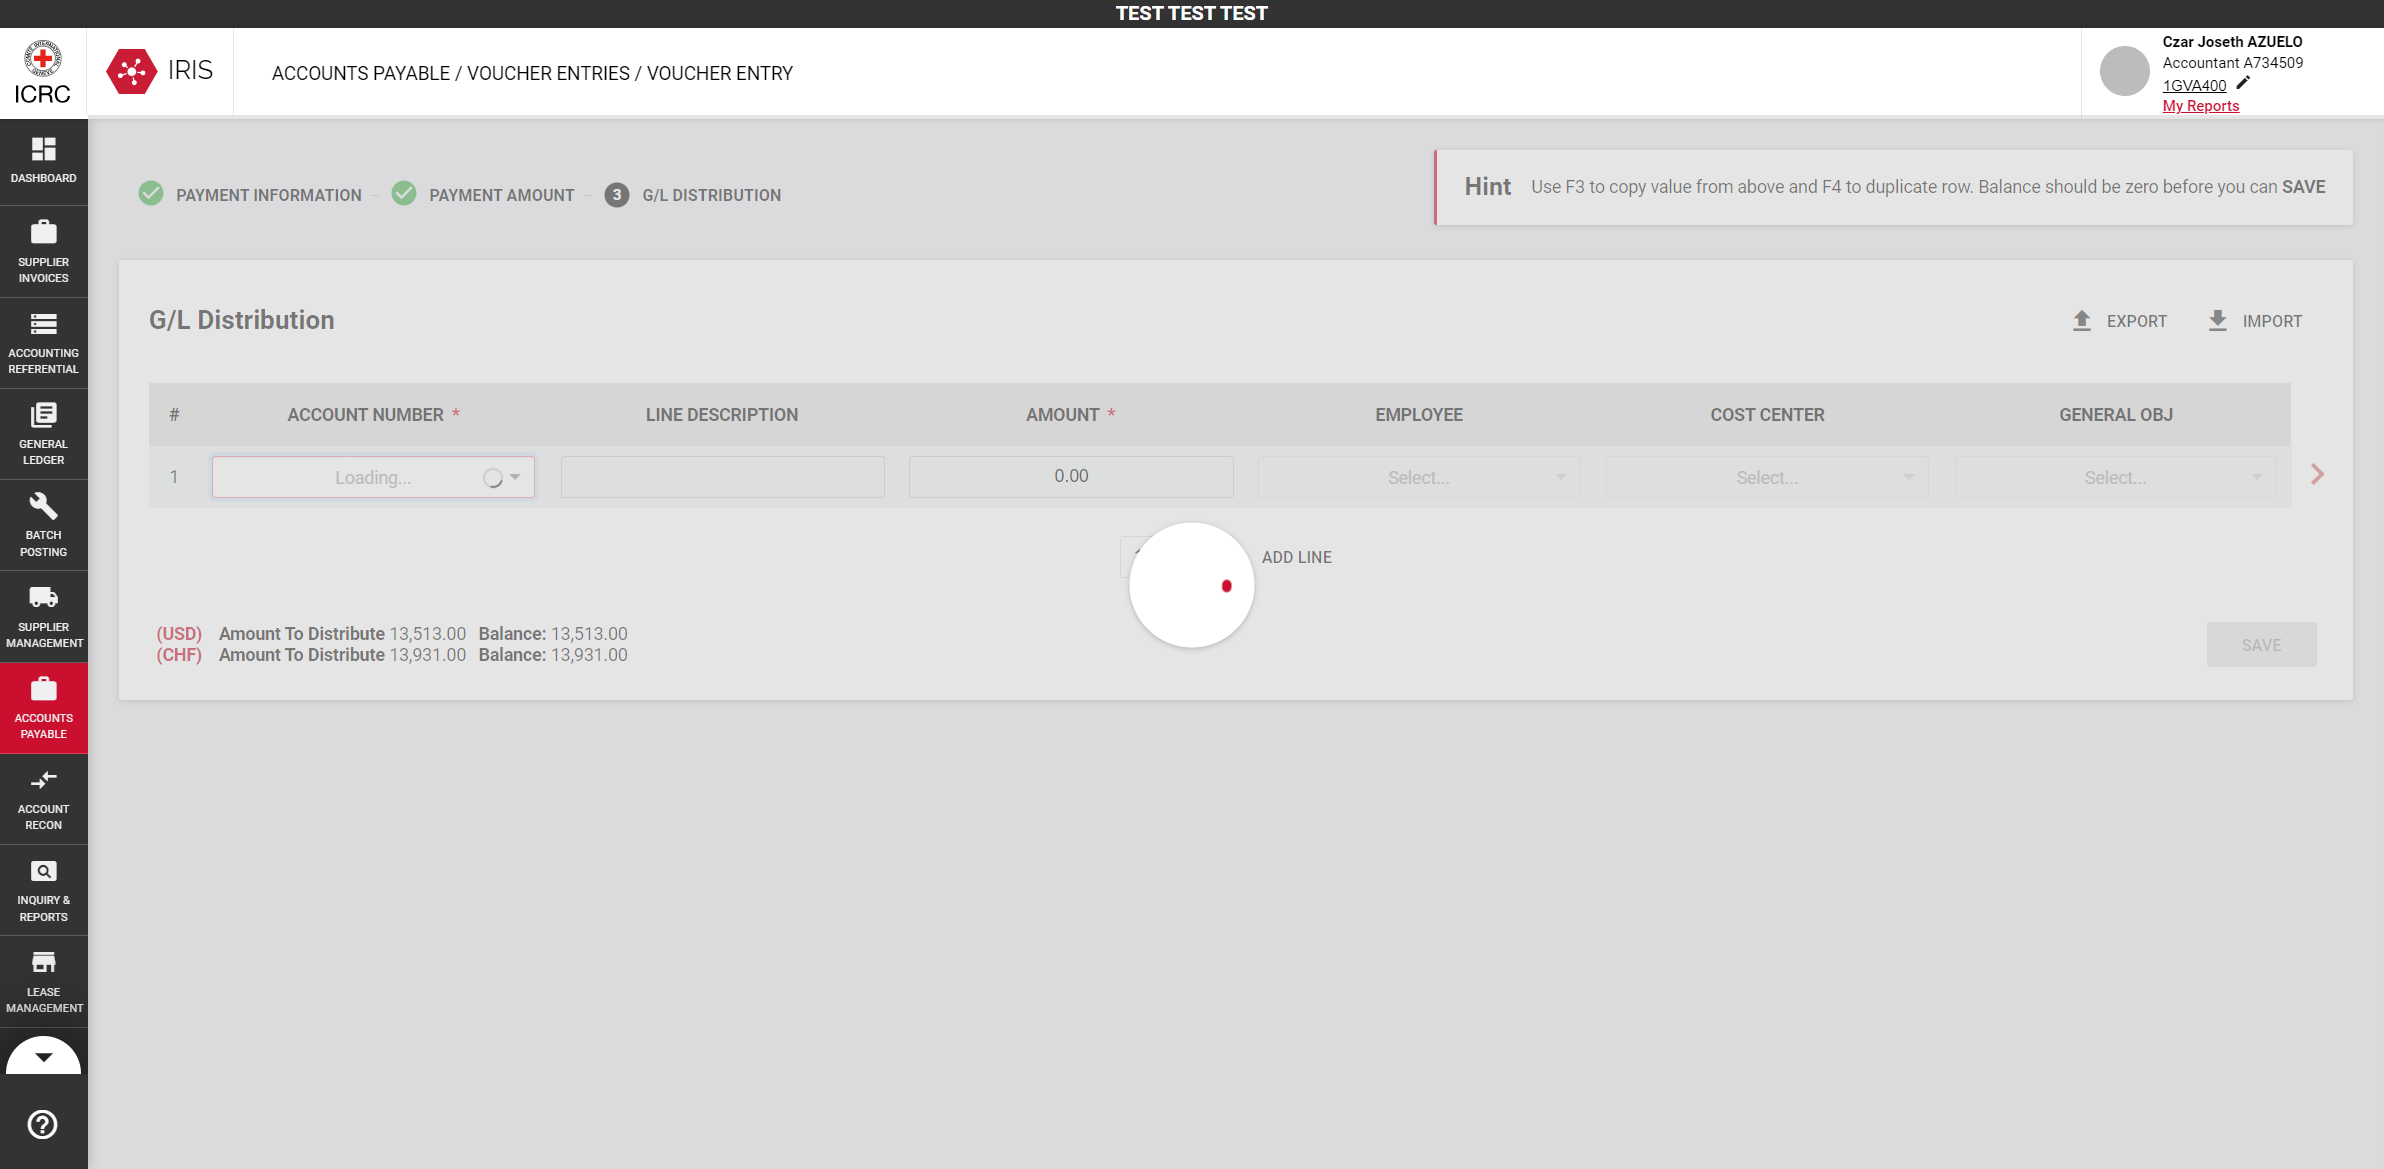 TEST TEST TEST
ICRC
IRIS
ACCOUNTS PAYABLE / VOUCHER ENTRIES / VOUCHER ENTRY
Czar Joseth AZUELO
Accountant A734509
1GVA400
My Reports
DASHBOARD
SUPPLIER
INVOICES
ACCOUNTING
REFERENTIAL
GENERAL
LEDGER
BATCH
POSTING
SUPPLIER
MANAGEMENT
ACCOUNTS
PAYABLE
ACCOUNT
RECON
INQUIRY &
REPORTS
LEASE
MANAGEMENT
PAYMENT INFORMATION - PAYMENT AMOUNT - 3 G/L DISTRIBUTION
Hint Use F3 to copy value from above and F4 to duplicate row. Balance should be zero before you can SAVE
G/L Distribution
EXPORT IMPORT
# ACCOUNT NUMBER * LINE DESCRIPTION AMOUNT * EMPLOYEE COST CENTER GENERAL OBJ
1 Loading... 0.00 Select... Select... Select...
ADD LINE
(USD) Amount To Distribute 13,513.00 Balance: 13,513.00
(CHF) Amount To Distribute 13,931.00 Balance: 13,931.00
SAVE